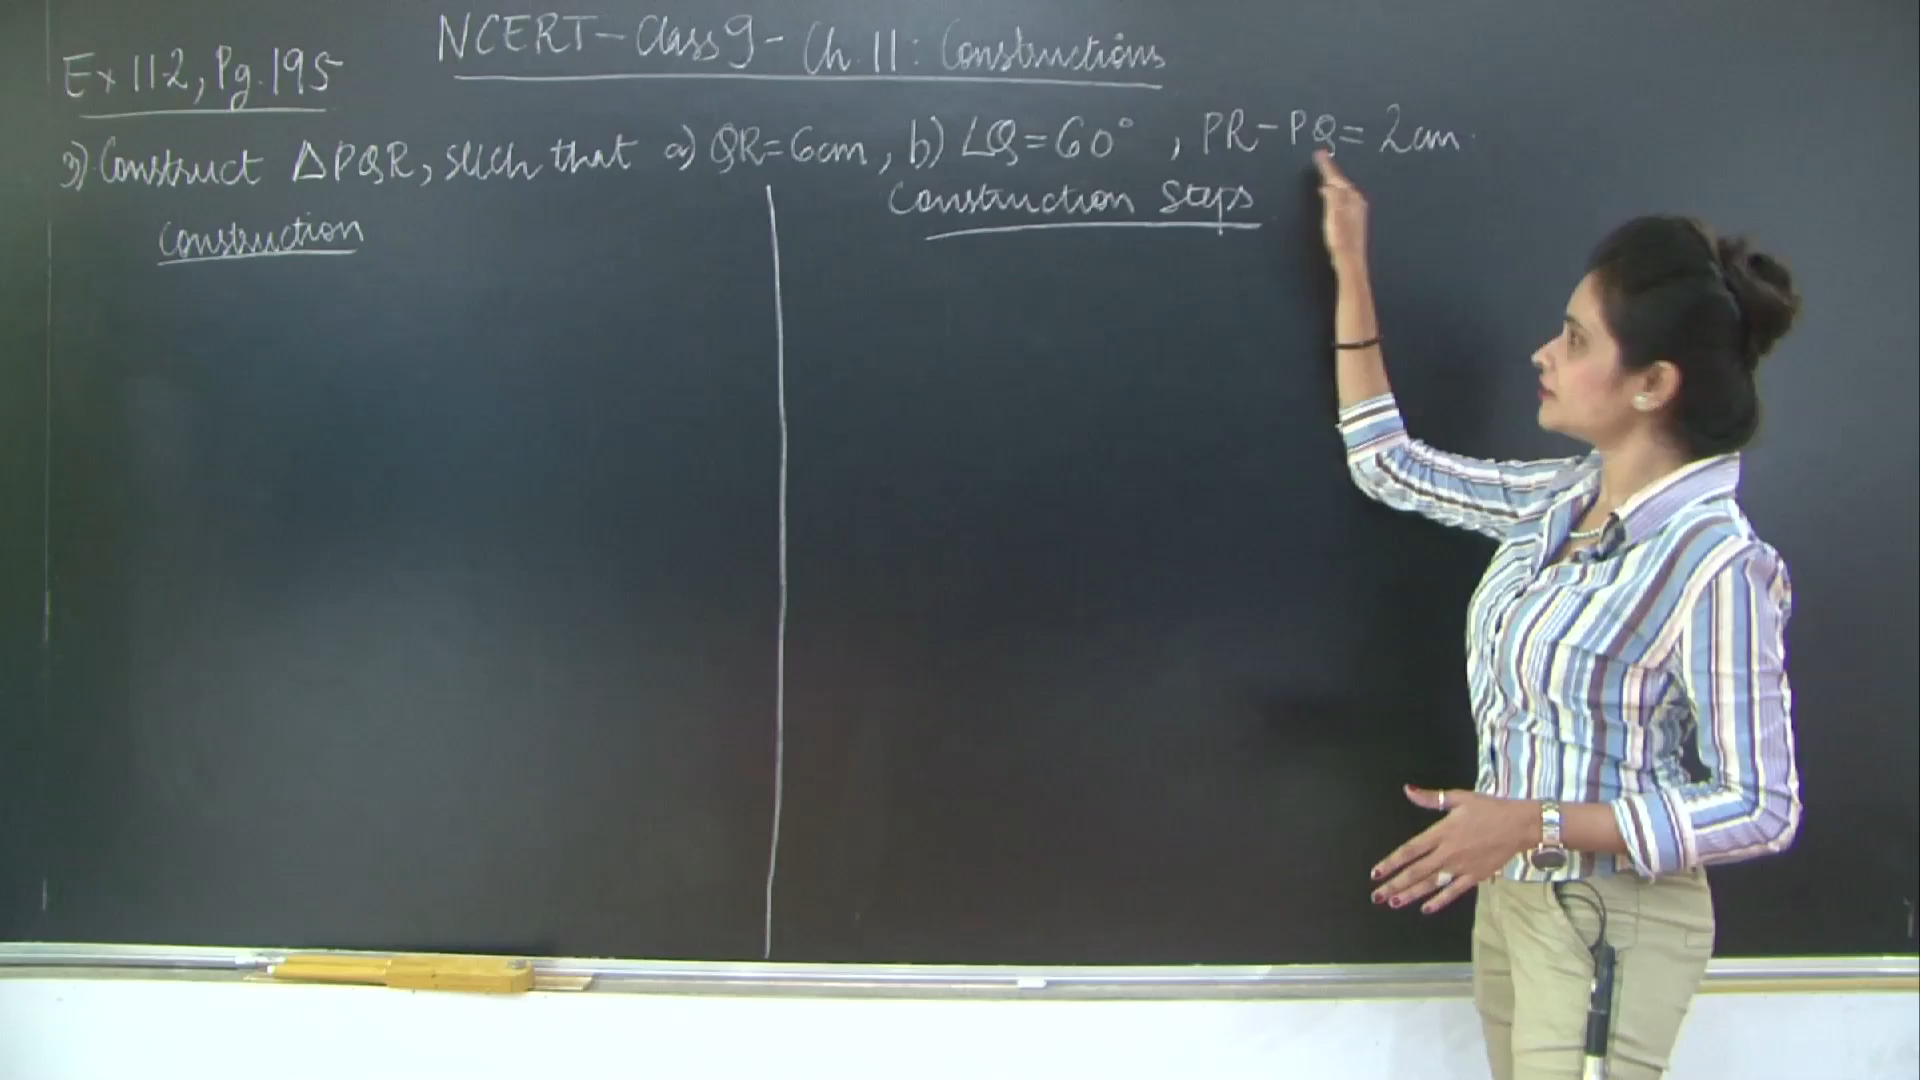 NCERT-Class 9 - Ch. 11: Constructions
Ex 11.2, Pg. 195
3) Construct △PQR, such that a) QR=6cm, b) ∠Q=60°, PR-PQ=2cm.
Construction
Construction Steps